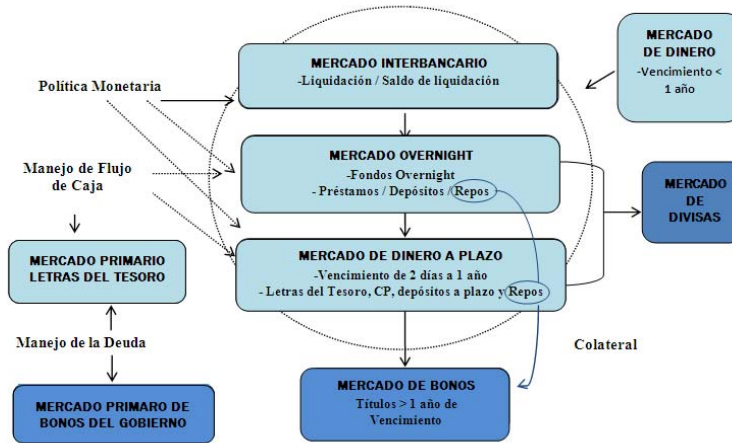 MERCADO INTERBANCARIO
-Liquidación / Saldo de liquidación
MERCADO
DE DINERO
-Vencimiento <
1 año
Política Monetaria
MERCADO OVERNIGHT
-Fondos Overnight
- Préstamos / Depósitos / Repos
Manejo de Flujo
de Caja
MERCADO
DE
DIVISAS
MERCADO PRIMARIO
LETRAS DEL TESORO
MERCADO DE DINERO A PLAZO
-Vencimiento de 2 días a 1 año
- Letras del Tesoro, CP, depósitos a plazo y Repos
Manejo de la Deuda
Colateral
MERCADO PRIMARO DE
BONOS DEL GOBIERNO
MERCADO DE BONOS
Títulos > 1 año de
Vencimiento